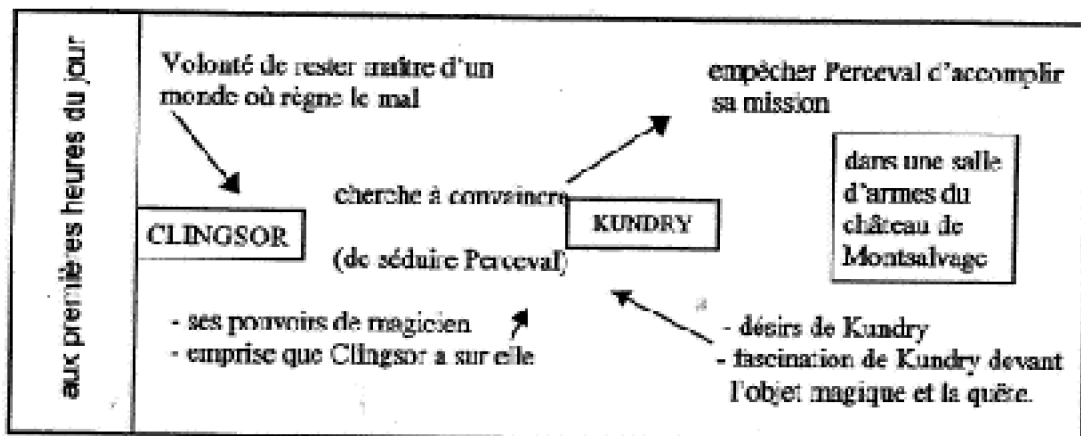 aux premières heures du jour
Volonté de rester maître d'un
monde où règne le mal
empêcher Perceval d'accomplir
sa mission
dans une salle
d'armes du
château de
Montsalvage
cherche à convaincre
CLINGSOR
KUNDRY
(de séduire Perceval)
- ses pouvoirs de magicien
- emprise que Clingsor a sur elle
- désirs de Kundry
- fascination de Kundry devant
l'objet magique et la quête.